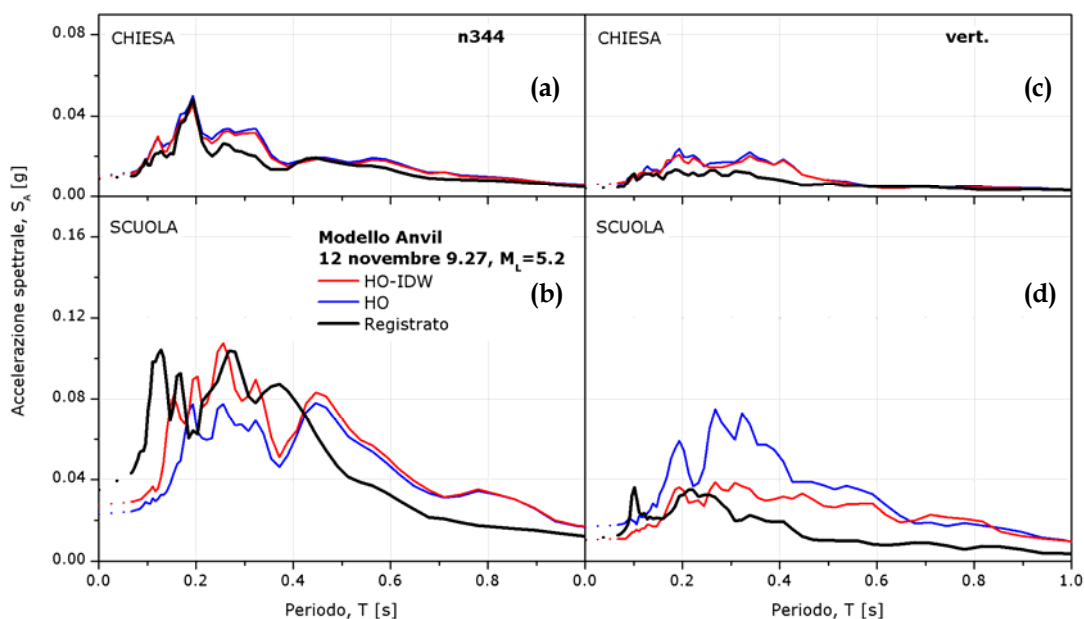 CHIESA
n344
(a)
CHIESA
vert.
(c)
0.08
0.04
0.00
Accelerazione spettrale, S_A [g]
SCUOLA
Modello Anvil
12 novembre 9.27, M_L=5.2
HO-IDW
HO
Registrato
(b)
SCUOLA
(d)
0.16
0.12
0.08
0.04
0.00
0.0 0.2 0.4 0.6 0.8 0.0 0.2 0.4 0.6 0.8 1.0
Periodo, T [s]
Periodo, T [s]